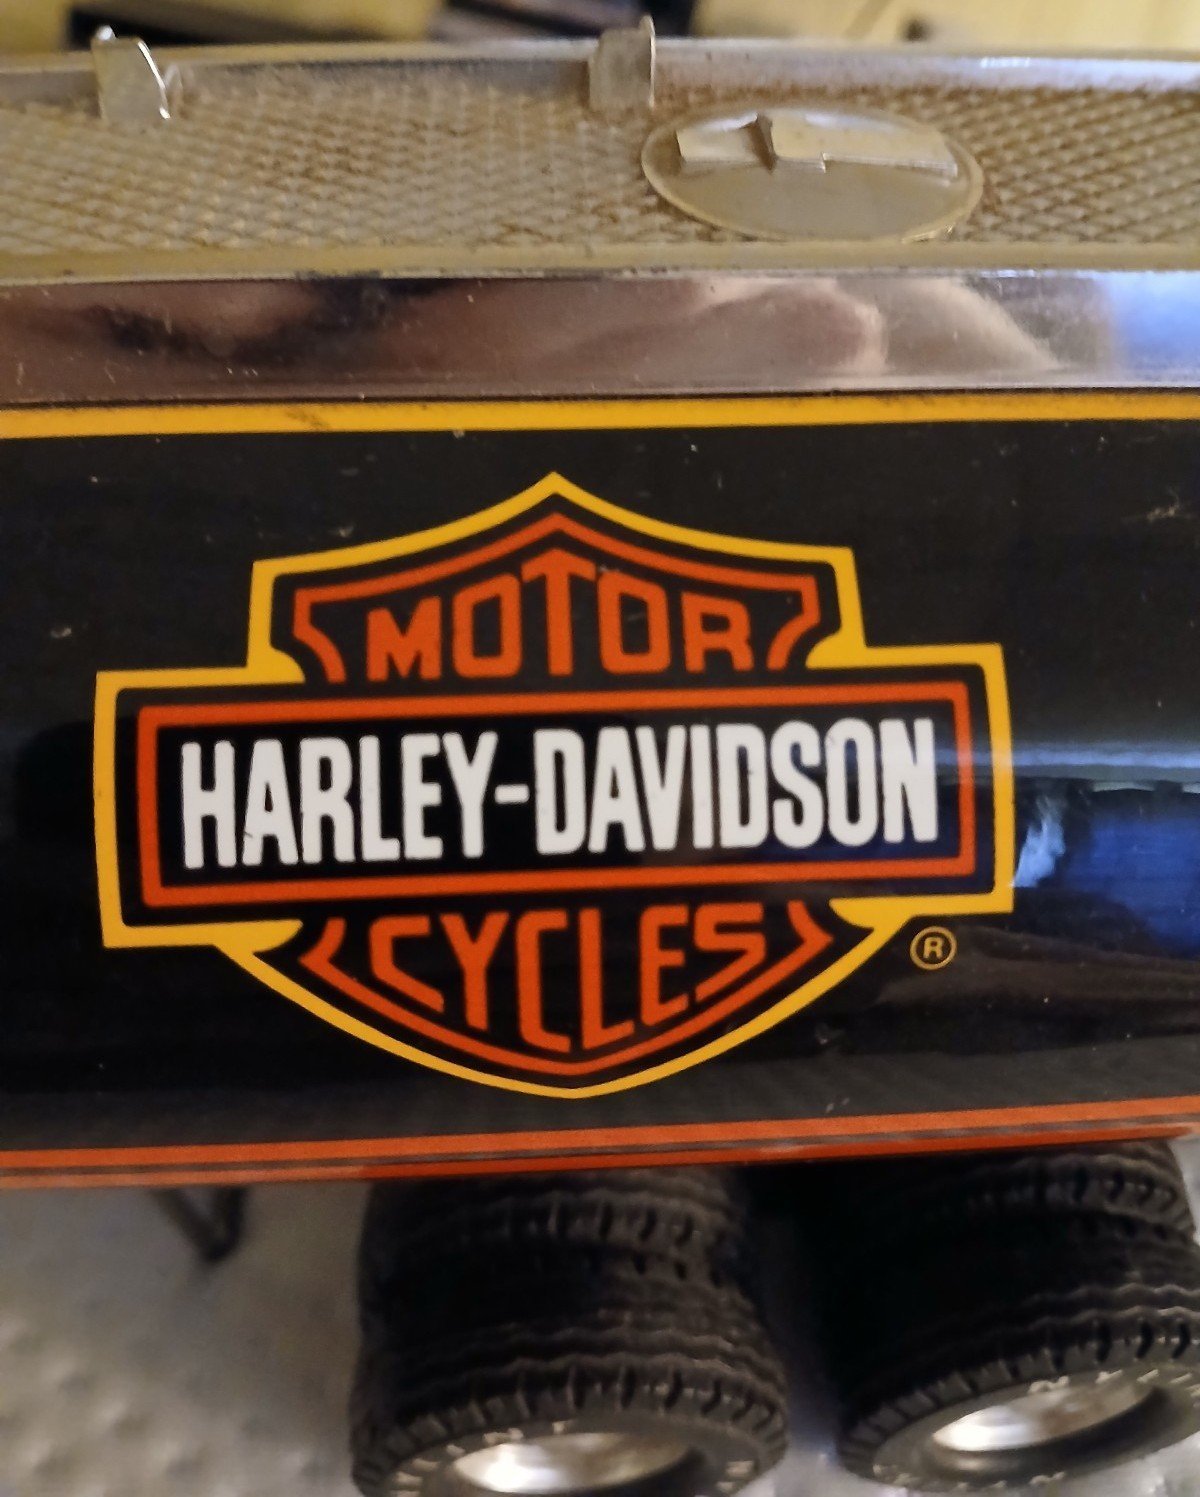 MOTOR
HARLEY-DAVIDSON
CYCLES
®